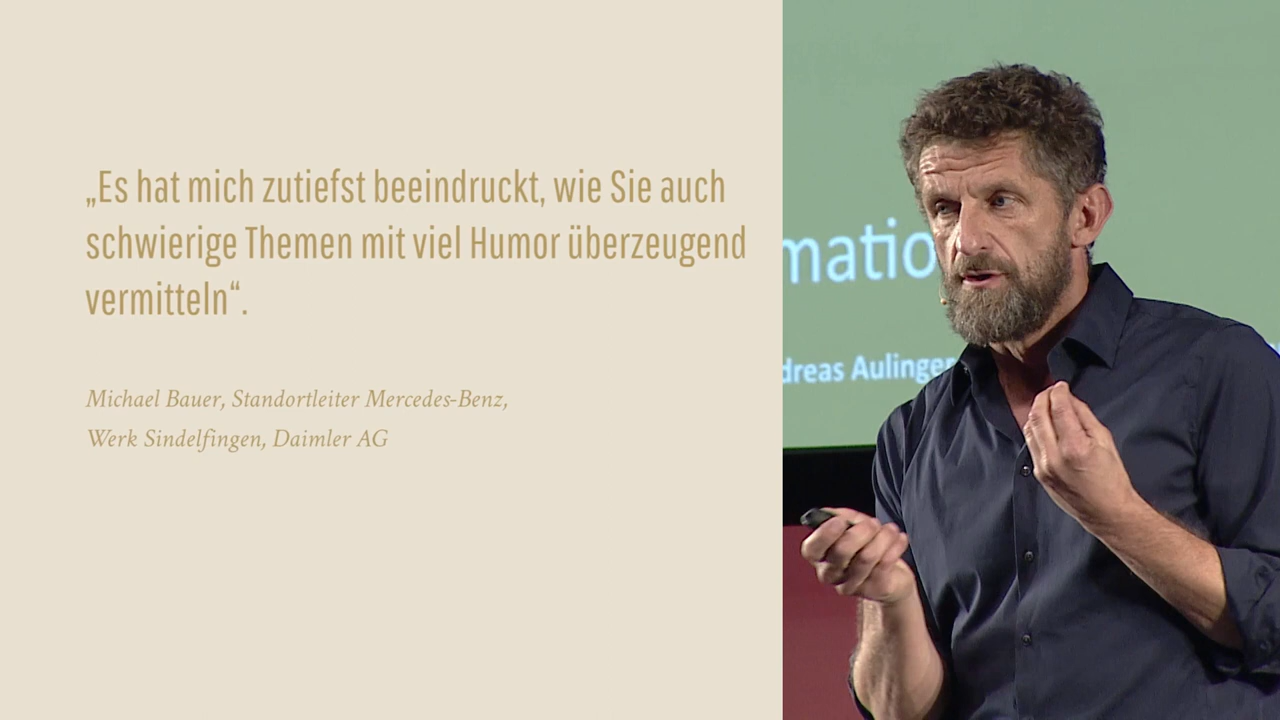 „Es hat mich zutiefst beeindruckt, wie Sie auch
schwierige Themen mit viel Humor überzeugend
vermitteln“.
Michael Bauer, Standortleiter Mercedes-Benz,
Werk Sindelfingen, Daimler AG
matio
dreas Aulinger